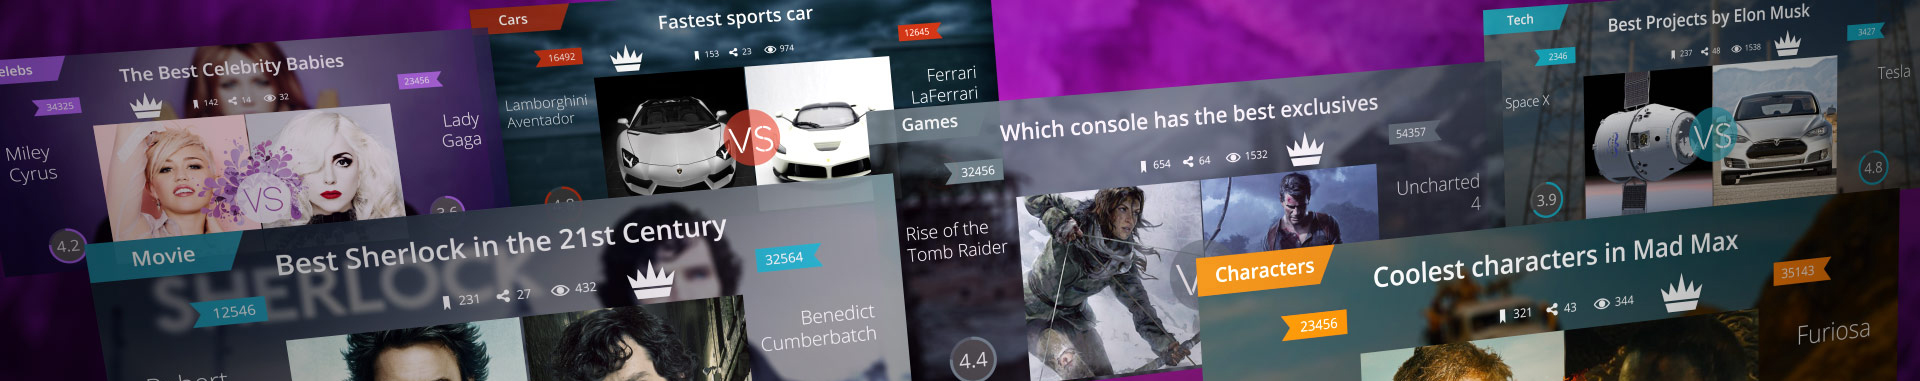 elebs
The Best Celebrity Babies
34325
142 14 32
23456
Miley
Cyrus
Lady
Gaga
VS
4.2
3.6
Cars
Fastest sports car
16492
153 23 974
12645
Lamborghini
Aventador
Ferrari
LaFerrari
VS
Movie
Best Sherlock in the 21st Century
SHERLOCK
12546
231 27 432
32564
Benedict
Cumberbatch
Robert
Games
Which console has the best exclusives
32456
654 64 1532
54357
Rise of the
Tomb Raider
Uncharted
4
4.4
Tech
Best Projects by Elon Musk
2346
237 48 1538
3427
Space X
Tesla
VS
3.9
4.8
Characters
Coolest characters in Mad Max
23456
321 43 344
35143
Furiosa